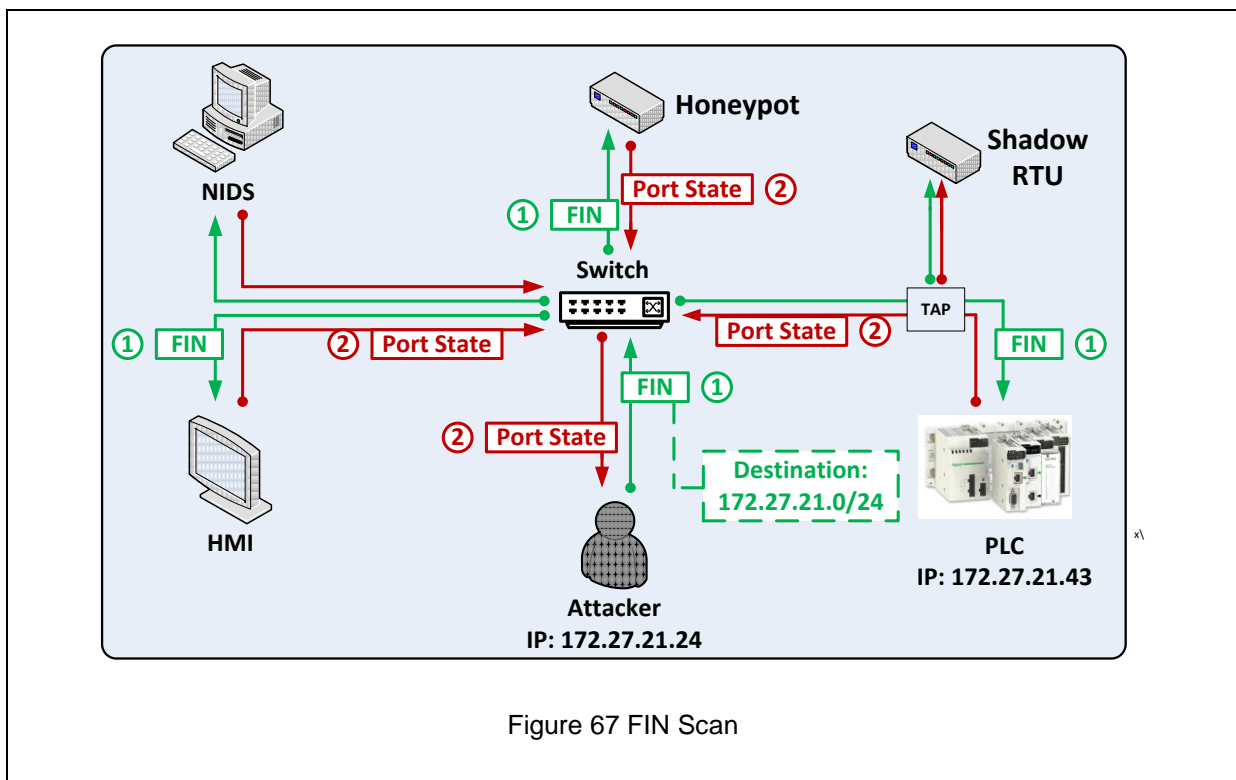 Honeypot
Shadow
RTU
NIDS
Port State
2
1
FIN
Switch
TAP
1
FIN
2
Port State
Port State
2
FIN
1
FIN
1
2
Port State
Destination:
172.27.21.0/24
HMI
PLC
IP: 172.27.21.43
x\
Attacker
IP: 172.27.21.24
Figure 67 FIN Scan